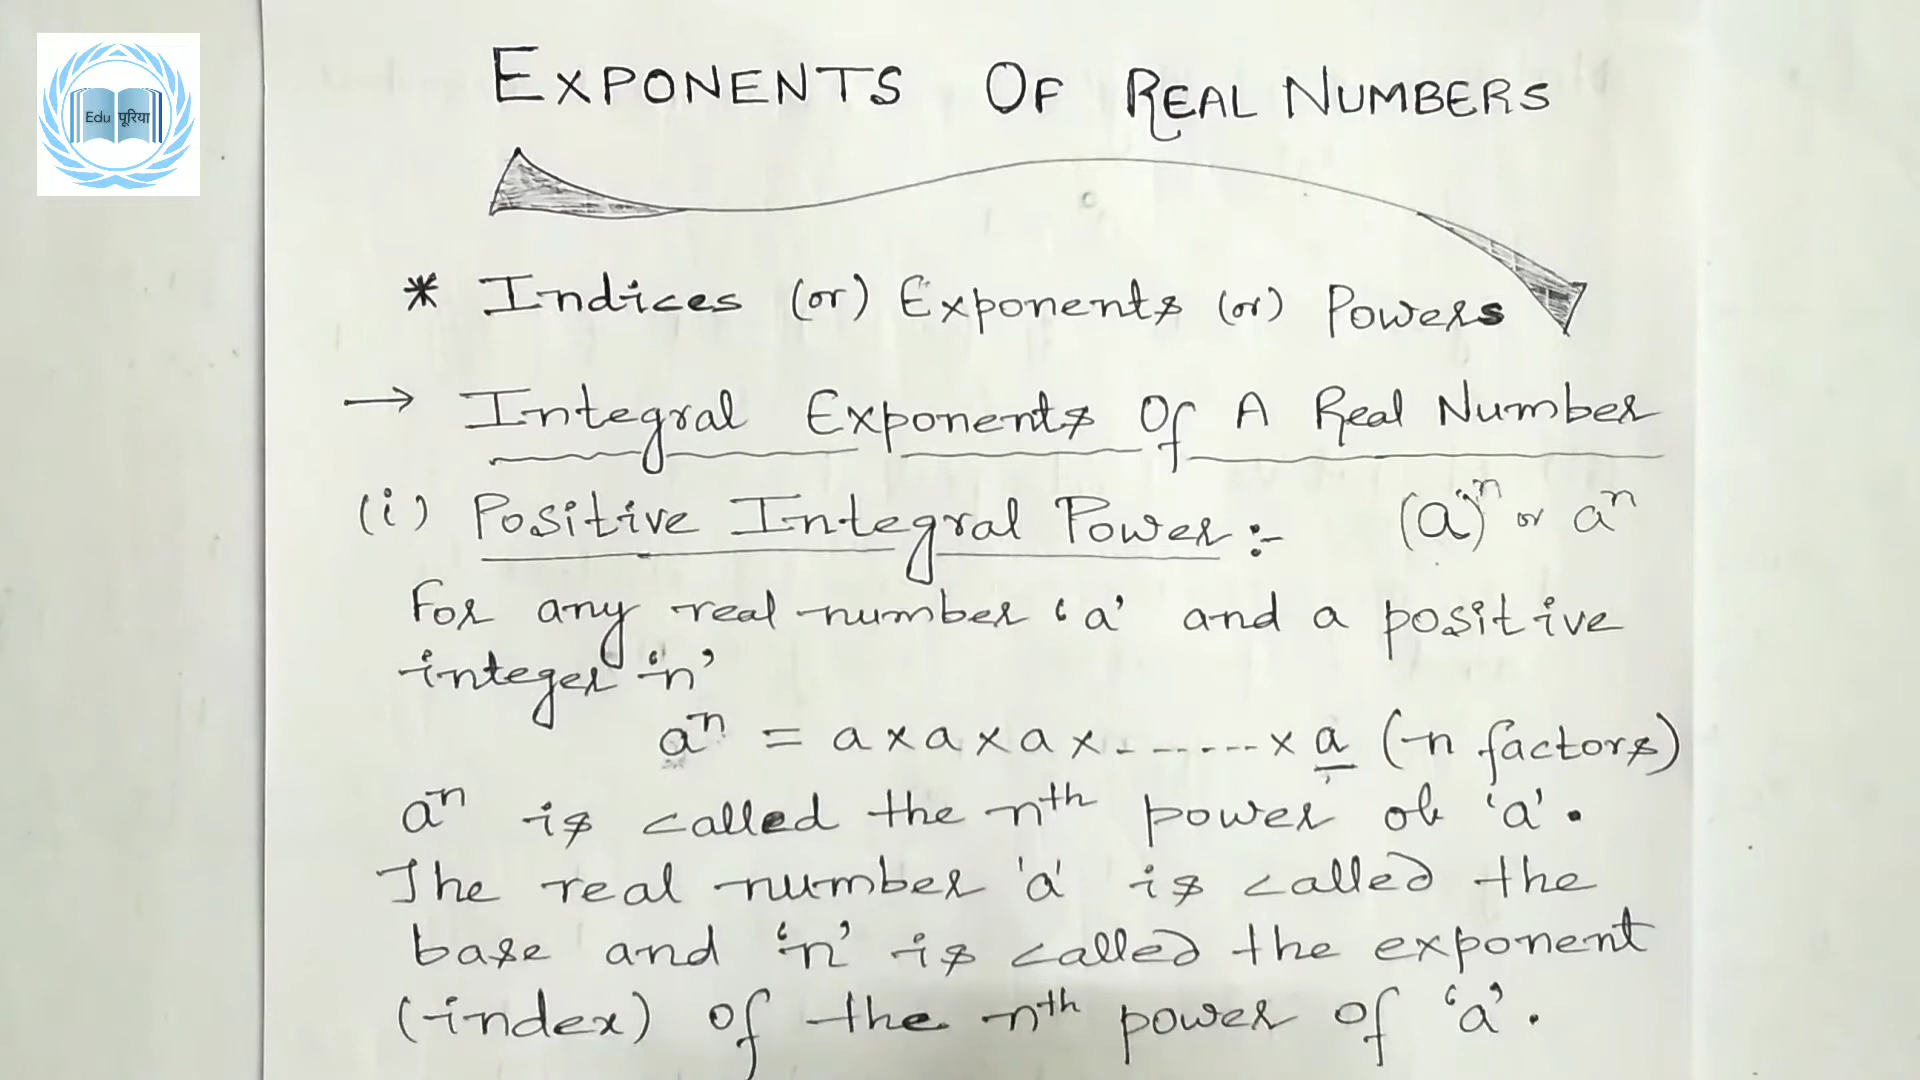 Edu पूरिया
EXPONENTS OF REAL NUMBERS
* Indices (or) Exponents (or) Powers
→ Integral Exponents Of A Real Number
(i) Positive Integral Power :- (a)ⁿ or aⁿ
For any real number 'a' and a positive
integer 'n'
aⁿ = a x a x a x - ------ x a (n factors)
aⁿ is called the nth power of 'a'.
The real number 'a' is called the
base and 'n' is called the exponent
(index) of the nth power of 'a'.